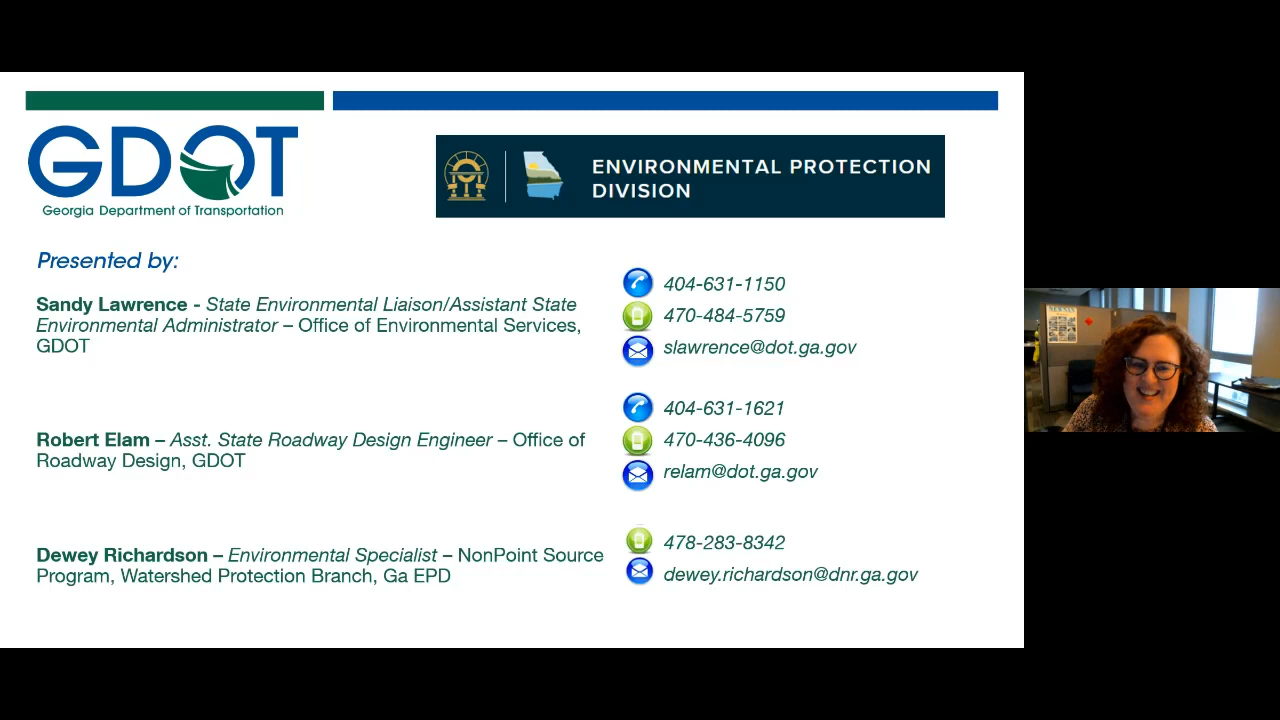 GDOT
Georgia Department of Transportation
ENVIRONMENTAL PROTECTION
DIVISION
Presented by:
Sandy Lawrence - State Environmental Liaison/Assistant State
Environmental Administrator – Office of Environmental Services,
GDOT
404-631-1150
470-484-5759
slawrence@dot.ga.gov
Robert Elam – Asst. State Roadway Design Engineer – Office of
Roadway Design, GDOT
404-631-1621
470-436-4096
relam@dot.ga.gov
Dewey Richardson – Environmental Specialist – NonPoint Source
Program, Watershed Protection Branch, Ga EPD
478-283-8342
dewey.richardson@dnr.ga.gov